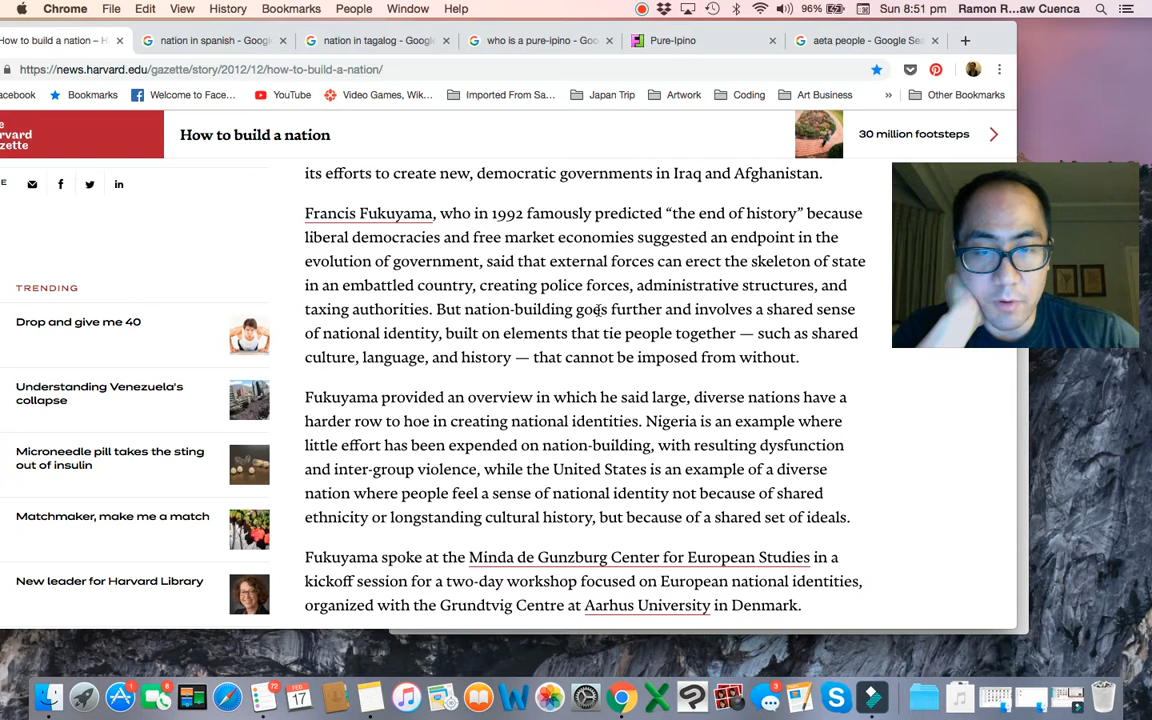 Chrome File Edit View History Bookmarks People Window Help 96% Sun 8:51 pm Ramon R...aw Cuenca
How to build a nation – H nation in spanish - Googl nation in tagalog - Google who is a pure-ipino - Goo Pure-Ipino aeta people - Google Sea
https://news.harvard.edu/gazette/story/2012/12/how-to-build-a-nation/
acebook Bookmarks Welcome to Face... YouTube Video Games, Wik... Imported From Sa... Japan Trip Artwork Coding Art Business » Other Bookmarks
e
rvard
zette
How to build a nation
30 million footsteps
E
its efforts to create new, democratic governments in Iraq and Afghanistan.
Francis Fukuyama, who in 1992 famously predicted “the end of history” because
liberal democracies and free market economies suggested an endpoint in the
evolution of government, said that external forces can erect the skeleton of state
in an embattled country, creating police forces, administrative structures, and
taxing authorities. But nation-building goes further and involves a shared sense
of national identity, built on elements that tie people together — such as shared
culture, language, and history — that cannot be imposed from without.
Fukuyama provided an overview in which he said large, diverse nations have a
harder row to hoe in creating national identities. Nigeria is an example where
little effort has been expended on nation-building, with resulting dysfunction
and inter-group violence, while the United States is an example of a diverse
nation where people feel a sense of national identity not because of shared
ethnicity or longstanding cultural history, but because of a shared set of ideals.
Fukuyama spoke at the Minda de Gunzburg Center for European Studies in a
kickoff session for a two-day workshop focused on European national identities,
organized with the Grundtvig Centre at Aarhus University in Denmark.
TRENDING
Drop and give me 40
Understanding Venezuela's
collapse
Microneedle pill takes the sting
out of insulin
Matchmaker, make me a match
New leader for Harvard Library
1 8 72 FEB 17 3